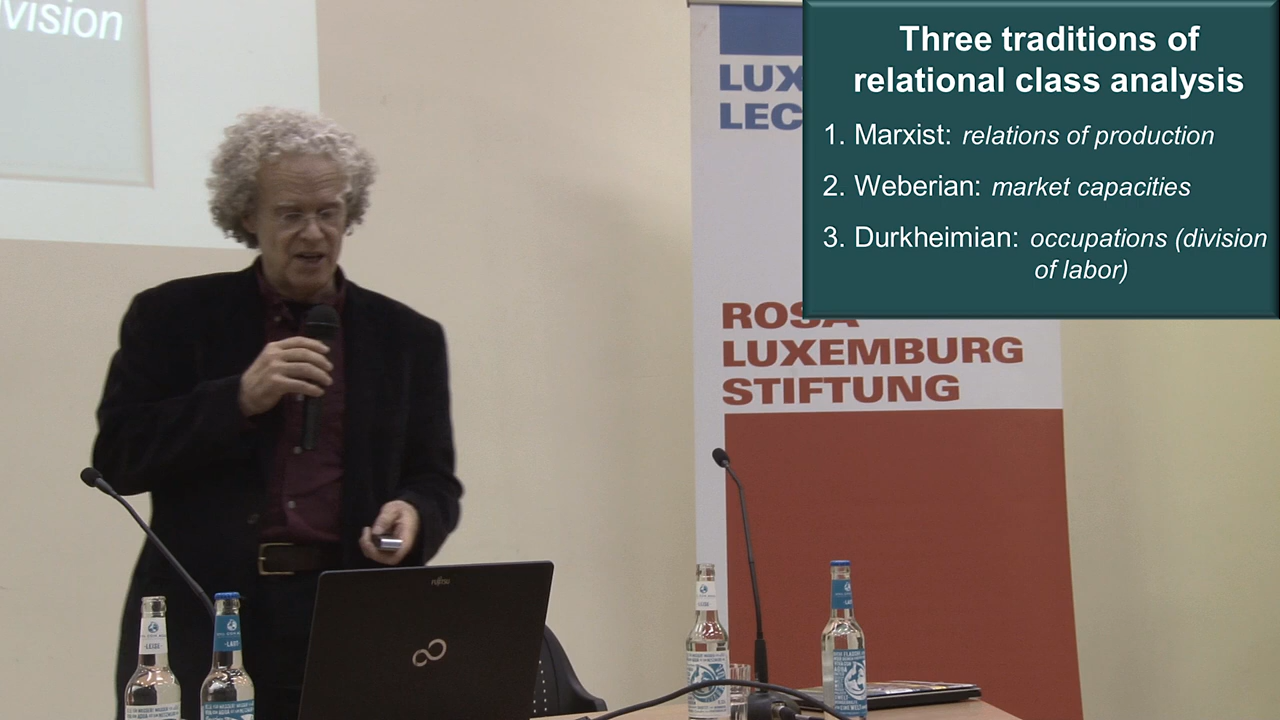 vision
Three traditions of
relational class analysis
1. Marxist: relations of production
2. Weberian: market capacities
3. Durkheimian: occupations (division
of labor)
LUX
LEC
ROSA
LUXEMBURG
STIFTUNG
FUJITSU